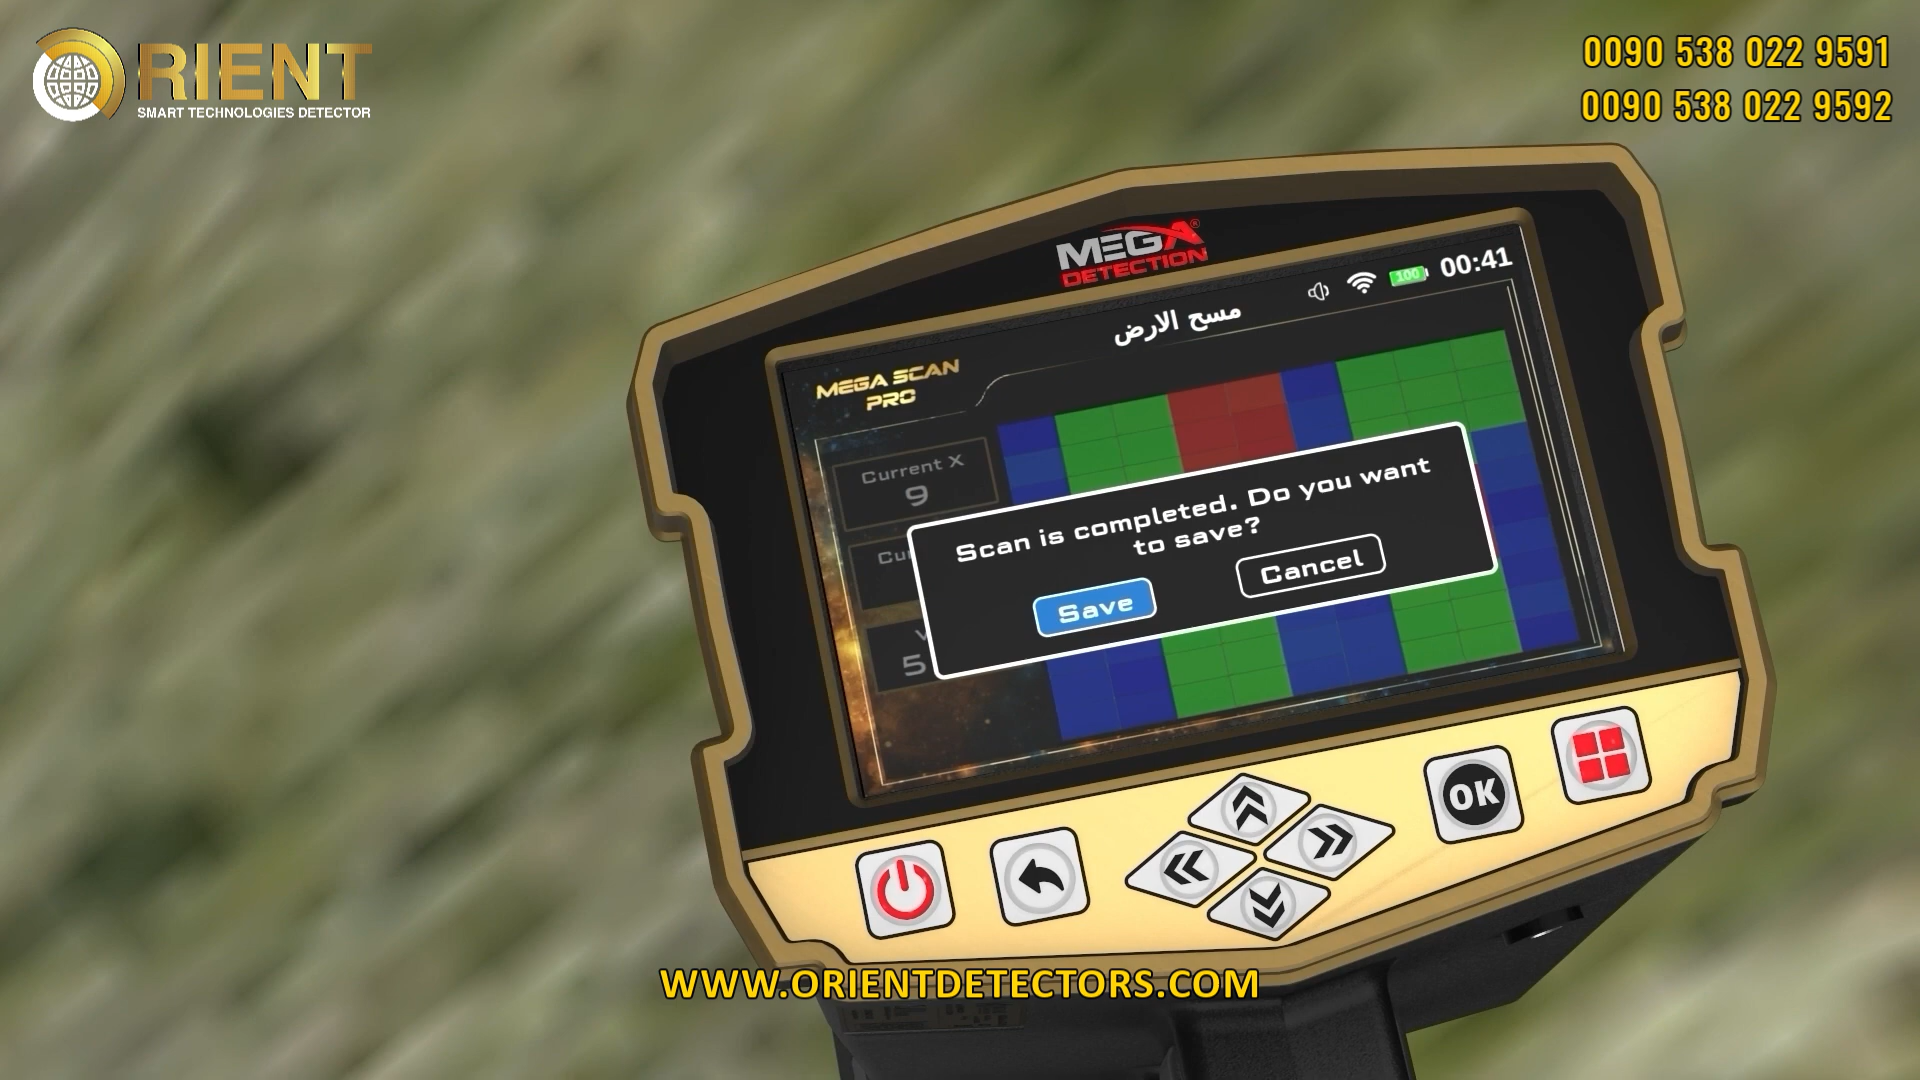 ORIENT
SMART TECHNOLOGIES DETECTOR
0090 538 022 9591
0090 538 022 9592
MEGA®
DETECTION
100 00:41
مسح الارض
MEGA SCAN
PRO
Current X
9
Cu
5
Scan is completed. Do you want
to save?
Save
Cancel
OK
WWW.ORIENTDETECTORS.COM